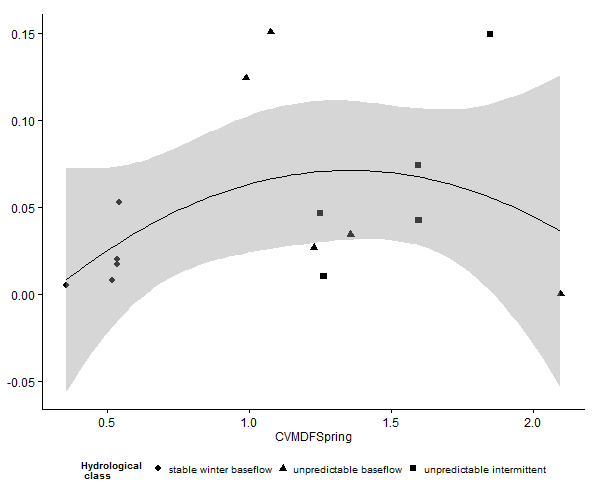 0.15
0.10
0.05
0.00
-0.05
0.5 1.0 1.5 2.0
CVMDFSpring
Hydrological
class
stable winter baseflow unpredictable baseflow unpredictable intermittent